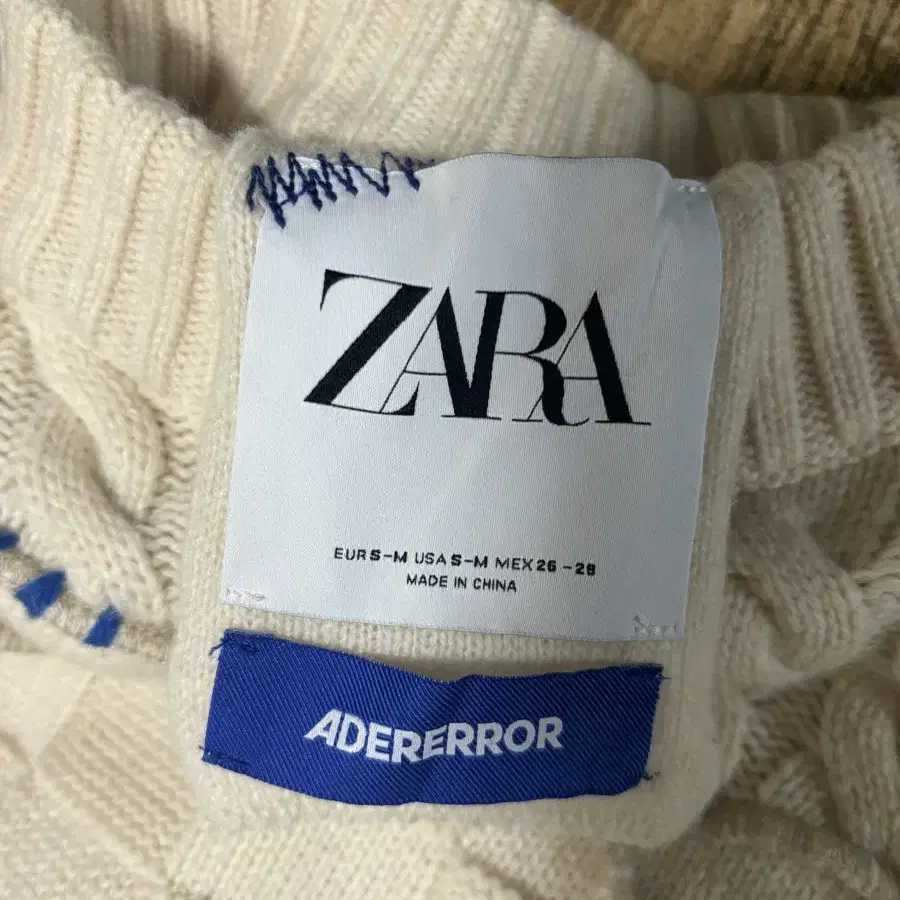 ZARA
EUR S-M USA S-M MEX 26 - 28
MADE IN CHINA
ADERERROR